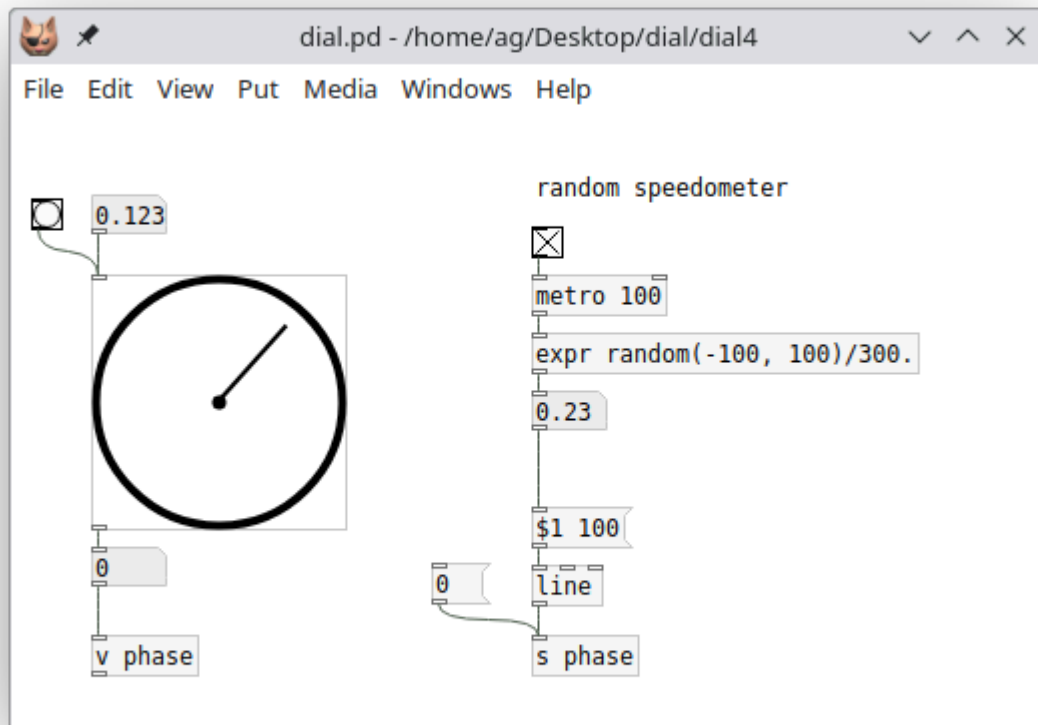 dial.pd - /home/ag/Desktop/dial/dial4
File Edit View Put Media Windows Help
random speedometer
0.123
metro 100
expr random(-100, 100)/300.
0.23
$1 100
0
0
line
v phase
s phase